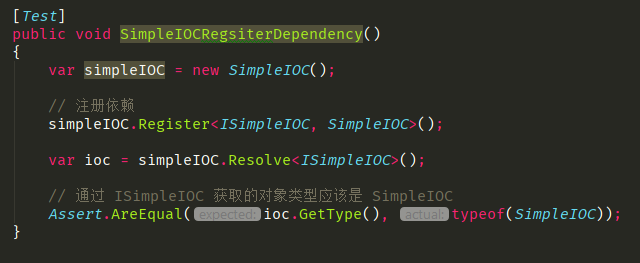 [Test]
public void SimpleIOCRegsiterDependency()
{
    var simpleIOC = new SimpleIOC();

    // 注册依赖
    simpleIOC.Register<ISimpleIOC, SimpleIOC>();

    var ioc = simpleIOC.Resolve<ISimpleIOC>();

    // 通过 ISimpleIOC 获取的对象类型应该是 SimpleIOC
    Assert.AreEqual( expected: ioc.GetType(), actual: typeof(SimpleIOC));
}